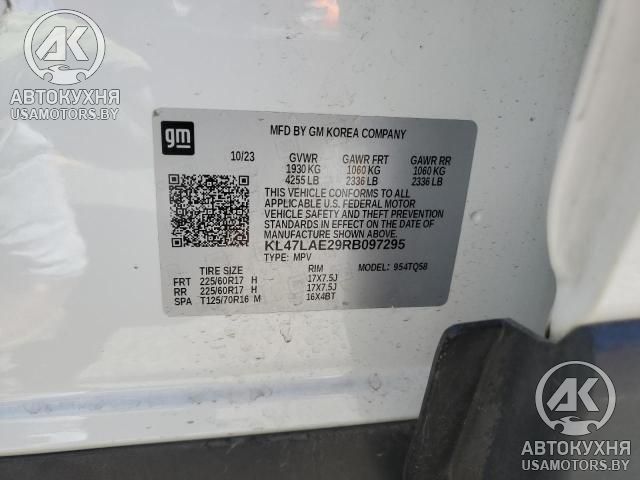 AK
АВТОКУХНЯ
USAMOTORS.BY
gm
MFD BY GM KOREA COMPANY
10/23 GVWR GAWR FRT GAWR RR
1930 KG 1060 KG 1060 KG
4255 LB 2336 LB 2336 LB
THIS VEHICLE CONFORMS TO ALL
APPLICABLE U.S. FEDERAL MOTOR
VEHICLE SAFETY AND THEFT PREVENTION
STANDARDS IN EFFECT ON THE DATE OF
MANUFACTURE SHOWN ABOVE.
KL47LAE29RB097295
TYPE: MPV MODEL: 954TQ58
TIRE SIZE RIM
FRT 225/60R17 H 17X7.5J
RR 225/60R17 H 17X7.5J
SPA T125/70R16 M 16X4BT
AK
АВТОКУХНЯ
USAMOTORS.BY